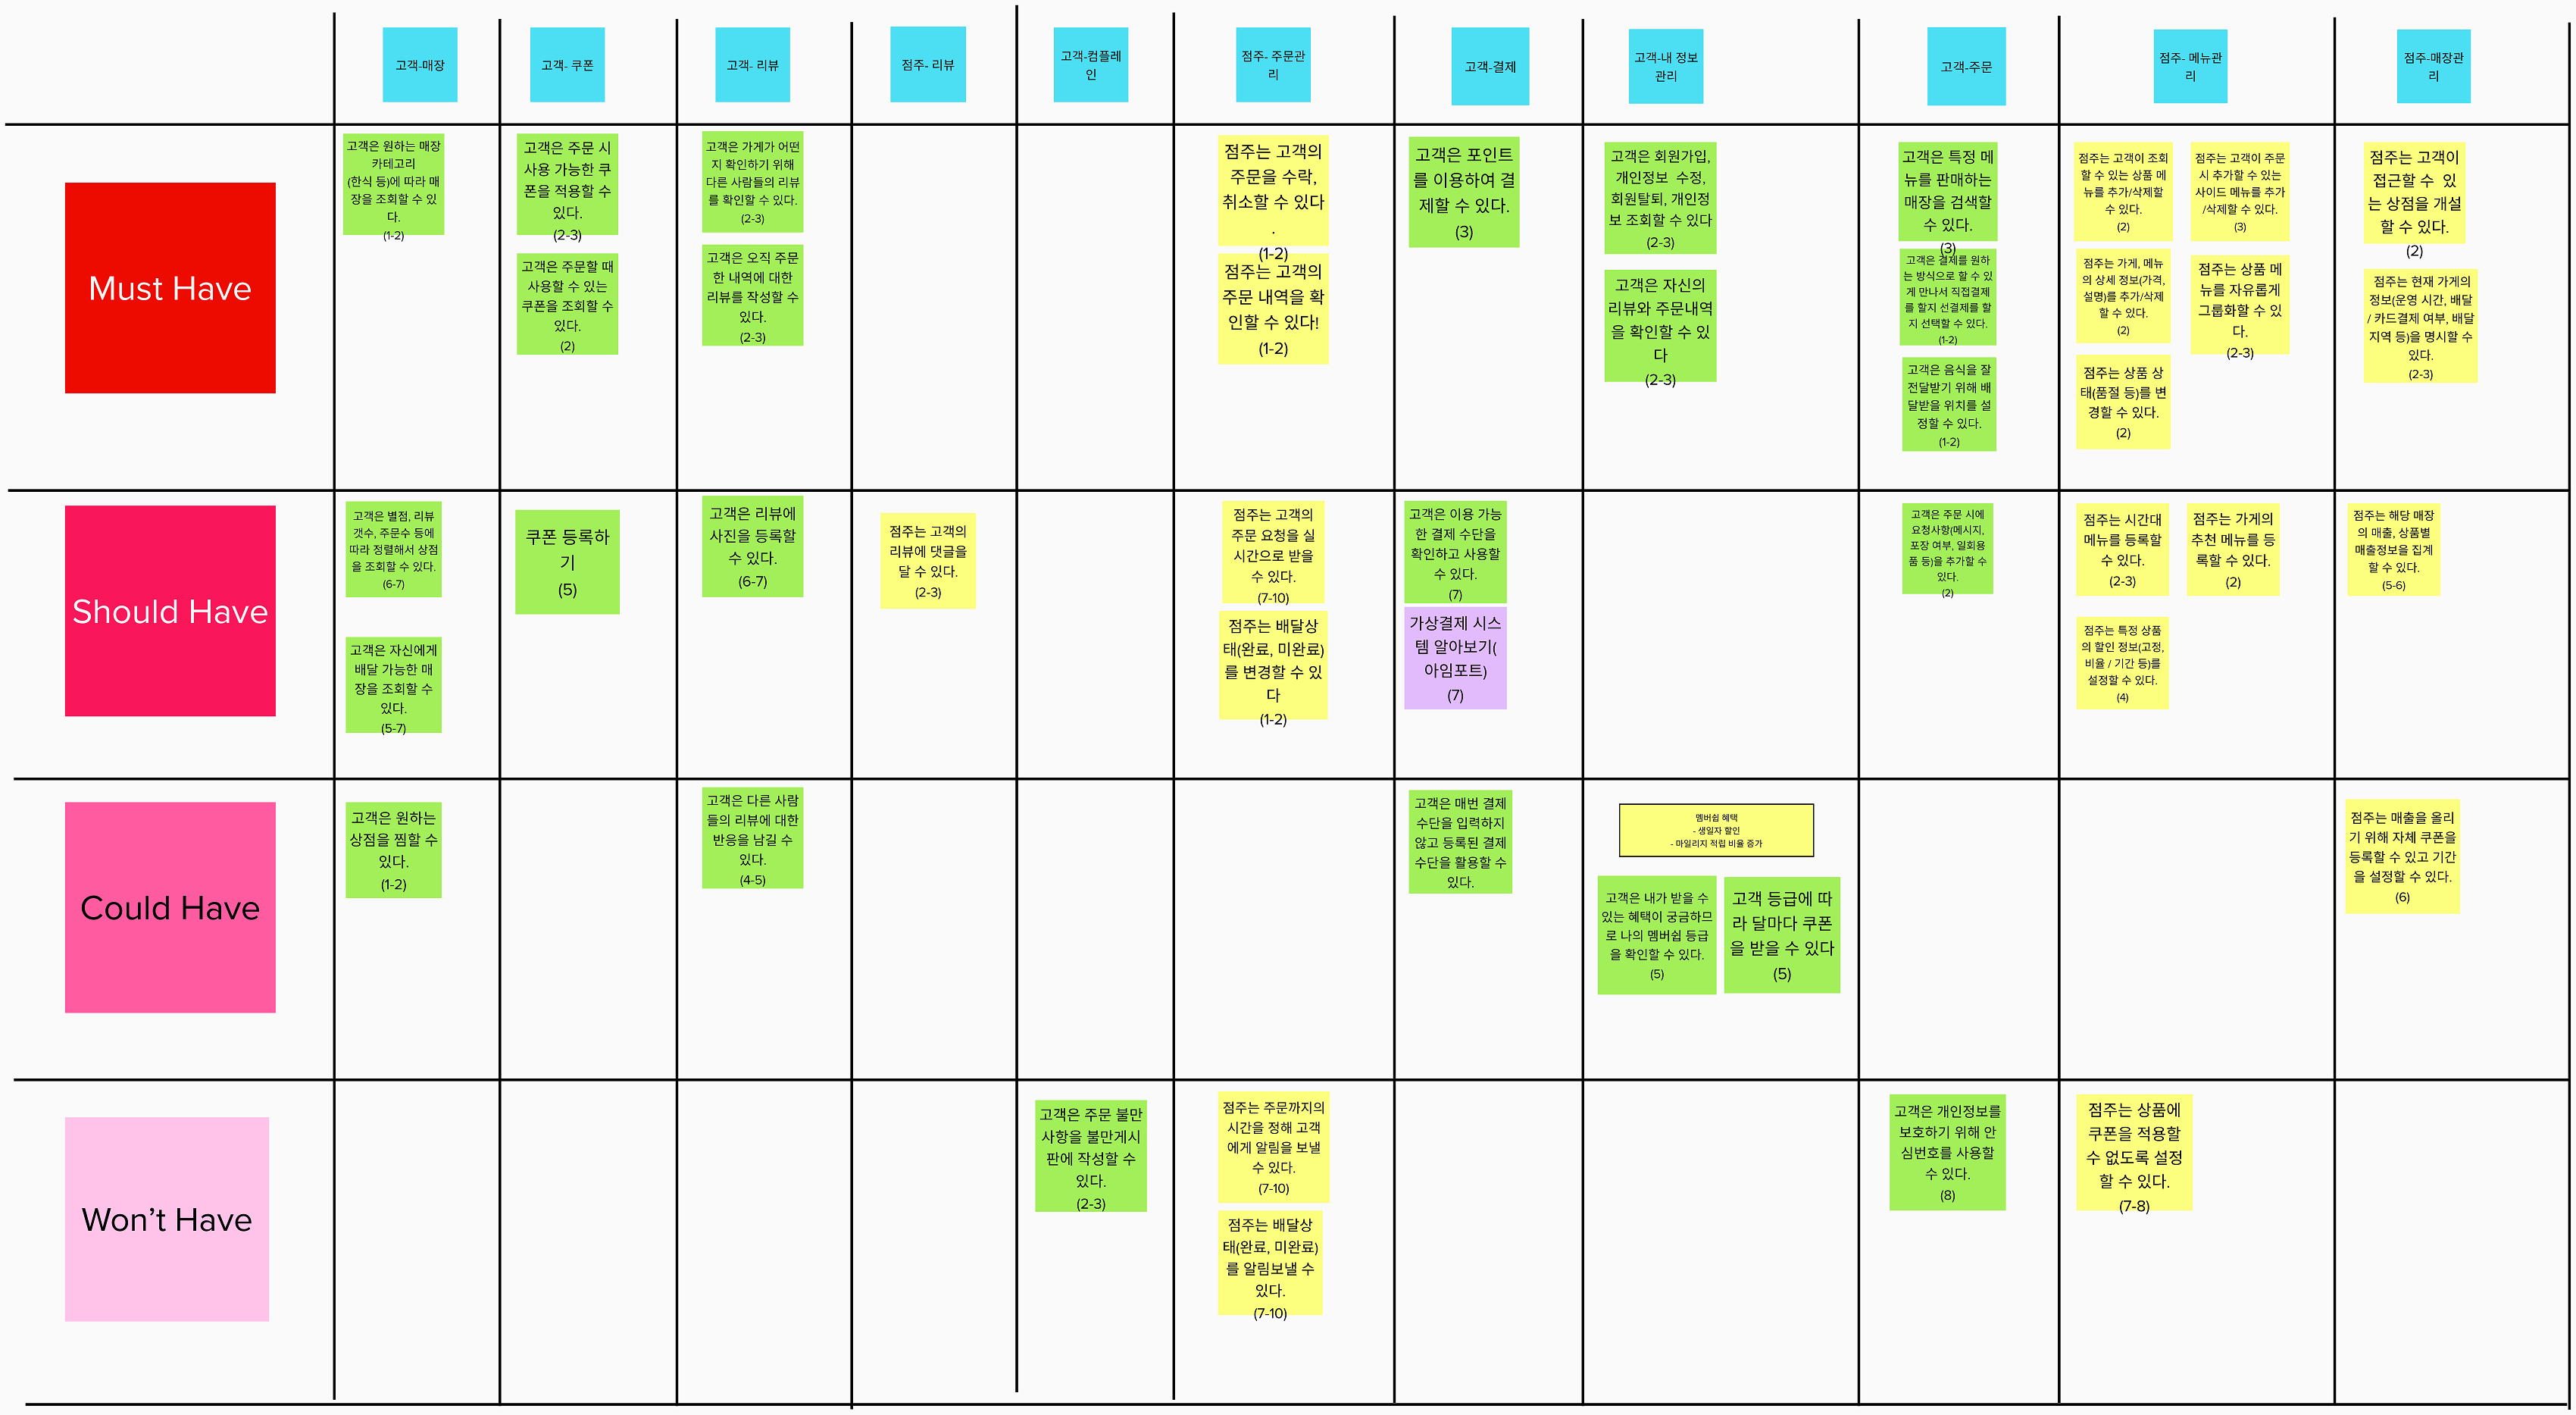 고객-매장
고객- 쿠폰
고객- 리뷰
점주- 리뷰
고객-컴플레
인
점주- 주문관
리
고객-결제
고객-내 정보
관리
고객-주문
점주- 메뉴관
리
점주-매장관
리
Must Have
고객은 원하는 매장
카테고리
(한식 등)에 따라 매
장을 조회할 수 있
다.
(1-2)
고객은 주문 시
사용 가능한 쿠
폰을 적용할 수
있다.
(2-3)
고객은 주문할 때
사용할 수 있는
쿠폰을 조회할 수
있다.
(2)
고객은 가게가 어떤
지 확인하기 위해
다른 사람들의 리뷰
를 확인할 수 있다.
(2-3)
고객은 오직 주문
한 내역에 대한
리뷰를 작성할 수
있다.
(2-3)
점주는 고객의
주문을 수락,
취소할 수 있다
.
(1-2)
점주는 고객의
주문 내역을 확
인할 수 있다!
(1-2)
고객은 포인트
를 이용하여 결
제할 수 있다.
(3)
고객은 회원가입,
개인정보 수정,
회원탈퇴, 개인정
보 조회할 수 있다
(2-3)
고객은 자신의
리뷰와 주문내역
을 확인할 수 있
다
(2-3)
고객은 특정 메
뉴를 판매하는
매장을 검색할
수 있다.
(3)
고객은 결제를 원하
는 방식으로 할 수 있
게 만나서 직접결제
를 할지 선결제를 할
지 선택할 수 있다.
(1-2)
고객은 음식을 잘
전달받기 위해 배
달받을 위치를 설
정할 수 있다.
(1-2)
점주는 고객이 조회
할 수 있는 상품 메
뉴를 추가/삭제할
수 있다.
(2)
점주는 고객이 주문
시 추가할 수 있는
사이드 메뉴를 추가
/삭제할 수 있다.
(3)
점주는 가게, 메뉴
의 상세 정보(가격,
설명)를 추가/삭제
할 수 있다.
(2)
점주는 상품 메
뉴를 자유롭게
그룹화할 수 있
다.
(2-3)
점주는 상품 상
태(품절 등)를 변
경할 수 있다.
(2)
점주는 고객이
접근할 수 있
는 상점을 개설
할 수 있다.
(2)
점주는 현재 가게의
정보(운영 시간, 배달
/ 카드결제 여부, 배달
지역 등)을 명시할 수
있다.
(2-3)
Should Have
고객은 별점, 리뷰
갯수, 주문수 등에
따라 정렬해서 상점
을 조회할 수 있다.
(6-7)
고객은 자신에게
배달 가능한 매
장을 조회할 수
있다.
(5-7)
쿠폰 등록하
기
(5)
고객은 리뷰에
사진을 등록할
수 있다.
(6-7)
점주는 고객의
리뷰에 댓글을
달 수 있다.
(2-3)
점주는 고객의
주문 요청을 실
시간으로 받을
수 있다.
(7-10)
점주는 배달상
태(완료, 미완료)
를 변경할 수 있
다
(1-2)
고객은 이용 가능
한 결제 수단을
확인하고 사용할
수 있다.
(7)
가상결제 시스
템 알아보기(
아임포트)
(7)
고객은 주문 시에
요청사항(메시지,
포장 여부, 일회용
품 등)을 추가할 수
있다.
(2)
점주는 시간대
메뉴를 등록할
수 있다.
(2-3)
점주는 가게의
추천 메뉴를 등
록할 수 있다.
(2)
점주는 특정 상품
의 할인 정보(고정,
비율 / 기간 등)를
설정할 수 있다.
(4)
점주는 해당 매장
의 매출, 상품별
매출정보을 집계
할 수 있다.
(5-6)
Could Have
고객은 원하는
상점을 찜할 수
있다.
(1-2)
고객은 다른 사람
들의 리뷰에 대한
반응을 남길 수
있다.
(4-5)
고객은 매번 결제
수단을 입력하지
않고 등록된 결제
수단을 활용할 수
있다.
멤버쉽 혜택
- 생일자 할인
- 마일리지 적립 비율 증가
고객은 내가 받을 수
있는 혜택이 궁금하므
로 나의 멤버쉽 등급
을 확인할 수 있다.
(5)
고객 등급에 따
라 달마다 쿠폰
을 받을 수 있다
(5)
점주는 매출을 올리
기 위해 자체 쿠폰을
등록할 수 있고 기간
을 설정할 수 있다.
(6)
Won’t Have
고객은 주문 불만
사항을 불만게시
판에 작성할 수
있다.
(2-3)
점주는 주문까지의
시간을 정해 고객
에게 알림을 보낼
수 있다.
(7-10)
점주는 배달상
태(완료, 미완료)
를 알림보낼 수
있다.
(7-10)
고객은 개인정보를
보호하기 위해 안
심번호를 사용할
수 있다.
(8)
점주는 상품에
쿠폰을 적용할
수 없도록 설정
할 수 있다.
(7-8)